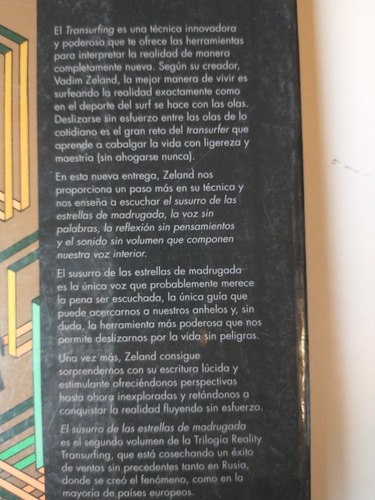 El Transurfing es una técnica innovadora
y poderosa que te ofrece las herramientas
para interpretar la realidad de manera
completamente nueva. Según su creador,
Vadim Zeland, la mejor manera de vivir es
surfeando la realidad exactamente como
en el deporte del surf se hace con las olas.
Deslizarse sin esfuerzo entre las olas de lo
cotidiano es el gran reto del transurfer que
aprende a cabalgar la vida con ligereza y
maestría (sin ahogarse nunca).
En esta nueva entrega, Zeland nos
proporciona un paso más en su técnica y
nos enseña a escuchar el susurro de las
estrellas de madrugada, la voz sin
palabras, la reflexión sin pensamientos
y el sonido sin volumen que componen
nuestra voz interior.
El susurro de las estrellas de madrugada
es la única voz que probablemente merece
la pena ser escuchada, la única guía que
puede acercarnos a nuestros anhelos y, sin
duda, la herramienta más poderosa que nos
permite deslizarnos por la vida sin peligros.
Una vez más, Zeland consigue
sorprendernos con su escritura lúcida y
estimulante ofreciéndonos perspectivas
hasta ahora inexploradas y retándonos a
conquistar la realidad fluyendo sin esfuerzo.
El susurro de las estrellas de madrugada
es el segundo volumen de la Trilogía Reality
Transurfing, que está cosechando un éxito
de ventas sin precedentes tanto en Rusia,
donde se creó el fenómeno, como en la
mayoría de países europeos.